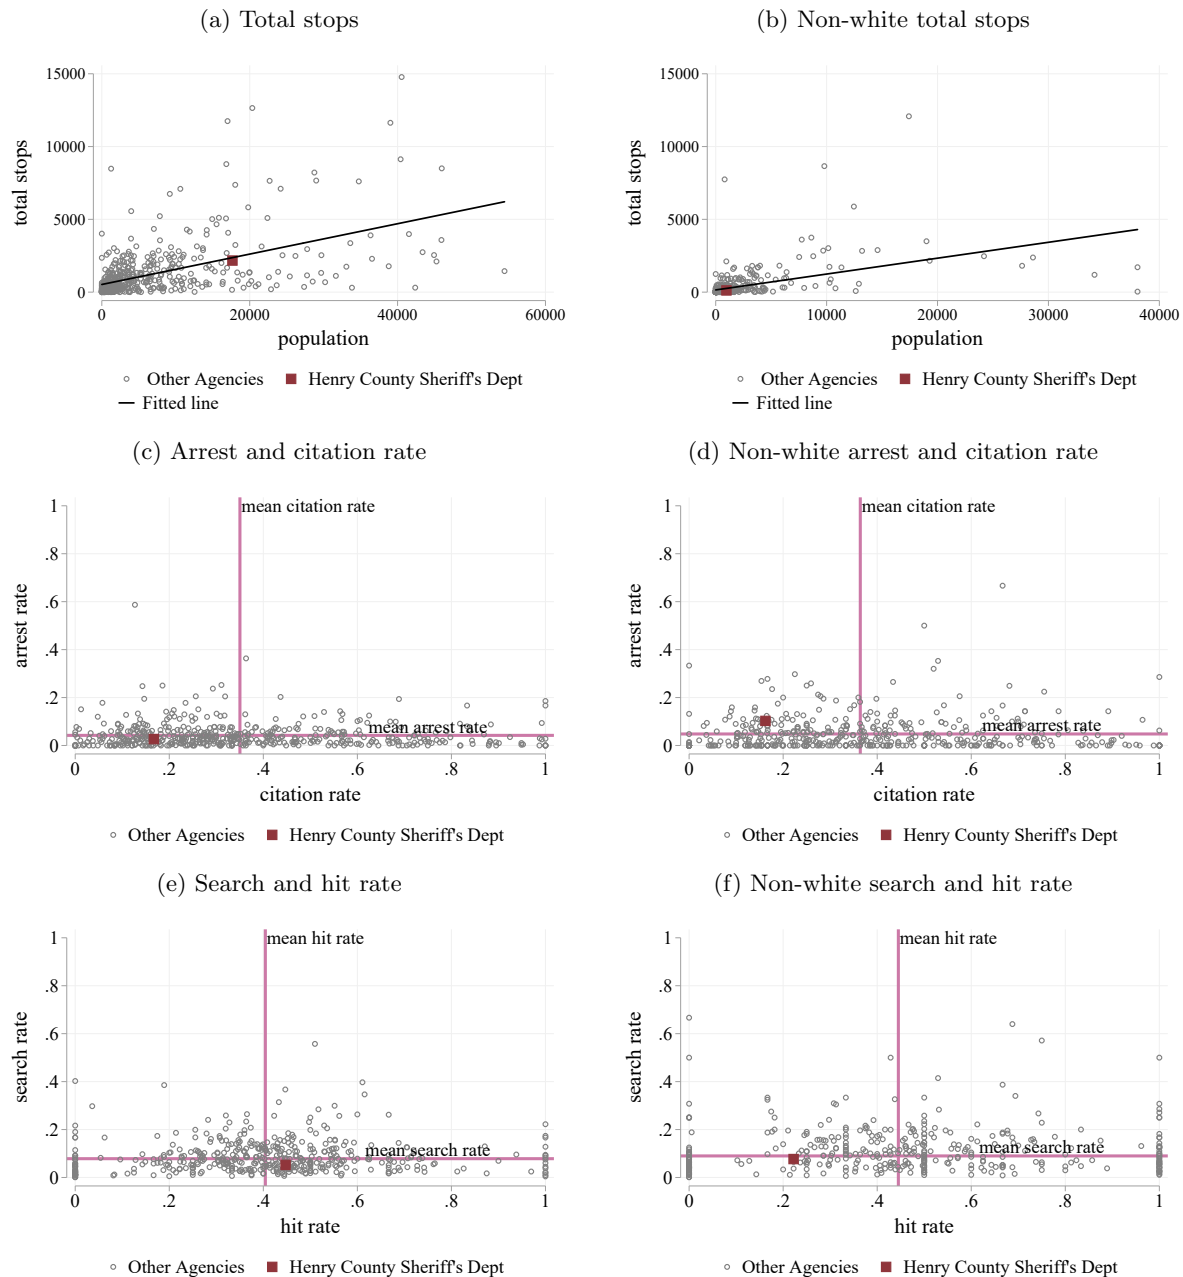 (a) Total stops
15000
10000
5000
0
total stops
0 20000 40000 60000
population
Other Agencies Henry County Sheriff's Dept
Fitted line
(b) Non-white total stops
15000
10000
5000
0
total stops
0 10000 20000 30000 40000
population
Other Agencies Henry County Sheriff's Dept
Fitted line
(c) Arrest and citation rate
mean citation rate
1
.8
.6
.4
.2
0
arrest rate
mean arrest rate
0 .2 .4 .6 .8 1
citation rate
Other Agencies Henry County Sheriff's Dept
(d) Non-white arrest and citation rate
mean citation rate
1
.8
.6
.4
.2
0
arrest rate
mean arrest rate
0 .2 .4 .6 .8 1
citation rate
Other Agencies Henry County Sheriff's Dept
(e) Search and hit rate
mean hit rate
1
.8
.6
.4
.2
0
search rate
mean search rate
0 .2 .4 .6 .8 1
hit rate
Other Agencies Henry County Sheriff's Dept
(f) Non-white search and hit rate
mean hit rate
1
.8
.6
.4
.2
0
search rate
mean search rate
0 .2 .4 .6 .8 1
hit rate
Other Agencies Henry County Sheriff's Dept